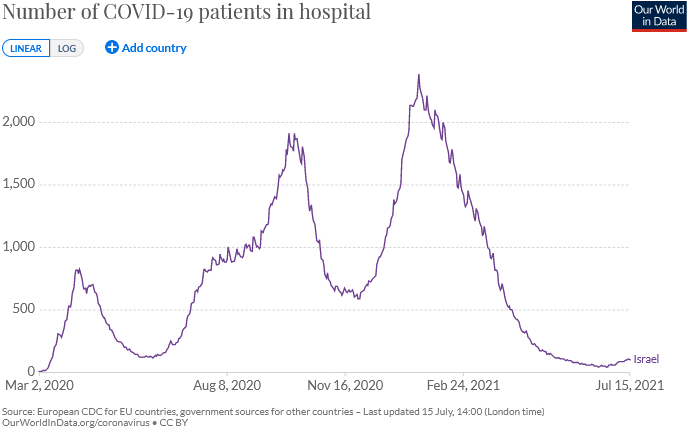 Number of COVID-19 patients in hospital
Our World
in Data
LINEAR LOG Add country
2,000
1,500
1,000
500
0
Israel
Mar 2, 2020 Aug 8, 2020 Nov 16, 2020 Feb 24, 2021 Jul 15, 2021
Source: European CDC for EU countries, government sources for other countries – Last updated 15 July, 14:00 (London time)
OurWorldInData.org/coronavirus • CC BY